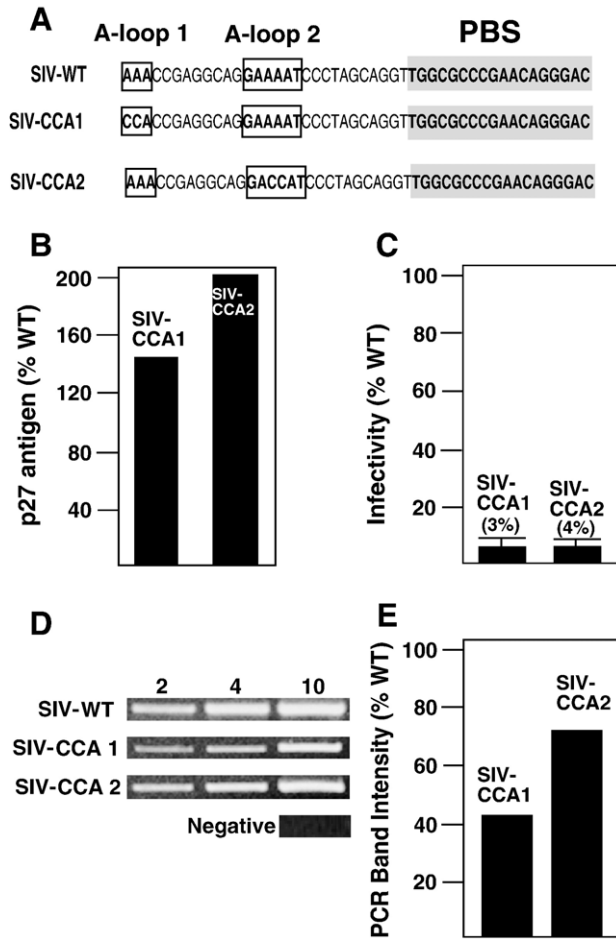 A
A-loop 1 A-loop 2 PBS
SIV-WT AAACCGAGGCAGGAAAATCCCTAGCAGGTTGGCGCCCGAACAGGGAC
SIV-CCA1 CCACCGAGGCAGGAAAATCCCTAGCAGGTTGGCGCCCGAACAGGGAC
SIV-CCA2 AAACCGAGGCAGGACCATCCCTAGCAGGTTGGCGCCCGAACAGGGAC
B
p27 antigen (% WT)
200
160
120
80
40
SIV-
CCA1
SIV-
CCA2
C
Infectivity (% WT)
100
80
60
40
20
SIV-
CCA1
(3%)
SIV-
CCA2
(4%)
D
2 4 10
SIV-WT
SIV-CCA 1
SIV-CCA 2
Negative
E
PCR Band Intensity (% WT)
100
80
60
40
20
SIV-
CCA1
SIV-
CCA2